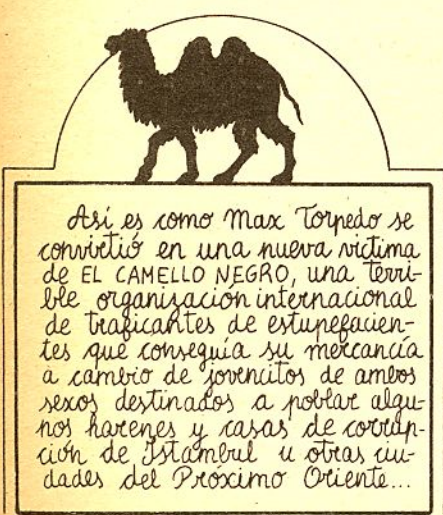 Así es como Max Torpedo se
convirtió en una nueva víctima
de EL CAMELLO NEGRO, una terri-
ble organización internacional
de traficantes de estupefacien-
tes que conseguía su mercancía
a cambio de jovencitos de ambos
sexos destinados a poblar algu-
nos harenes y casas de corrup-
ción de Istambul u otras ciu-
dades del Próximo Oriente...